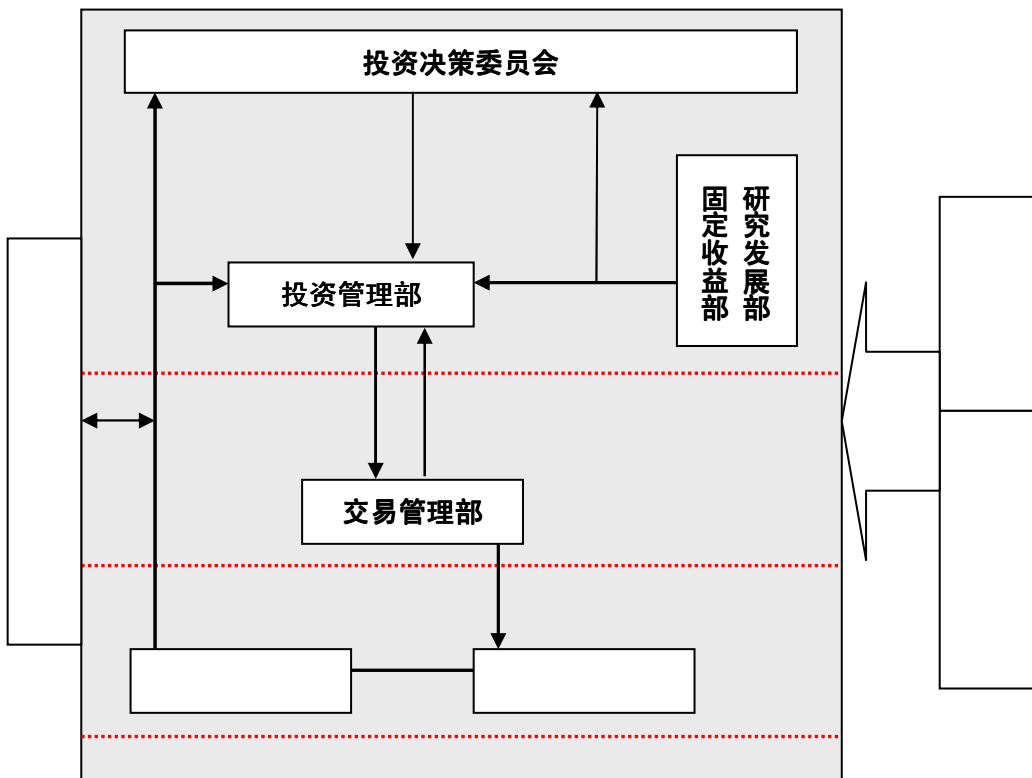 投资决策委员会
研究发展部
固定收益部
投资管理部
交易管理部